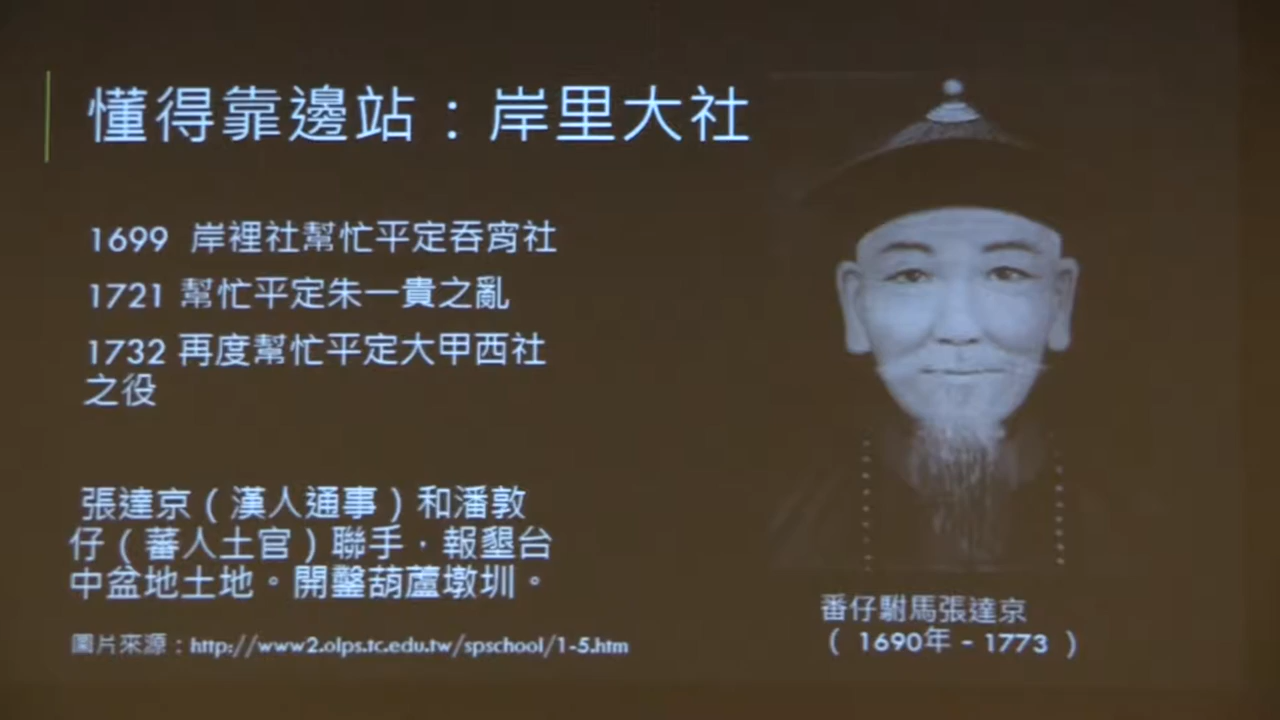 懂得靠邊站：岸里大社
1699 岸裡社幫忙平定吞宵社
1721 幫忙平定朱一貴之亂
1732 再度幫忙平定大甲西社
之役
張達京（漢人通事）和潘敦
仔（蕃人土官）聯手，報墾台
中盆地土地。開鑿葫蘆墩圳。
圖片來源：http://www2.olps.tc.edu.tw/spschool/1-5.htm
番仔駙馬張達京
（ 1690年 - 1773 ）